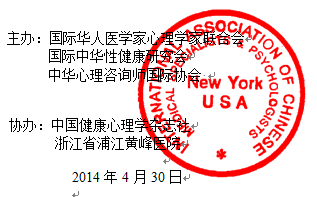 主办：国际华人医学家心理学家联合会
国际中华性健康研究会
中华心理咨询师国际协会
协办：中国健康心理学杂志社
浙江省浦江黄峰医院
2014 年 4 月 30 日
INTERNATIONAL ASSOCIATION OF CHINESE
MEDICAL SPECIALISTS & PSYCHOLOGISTS
New York
USA